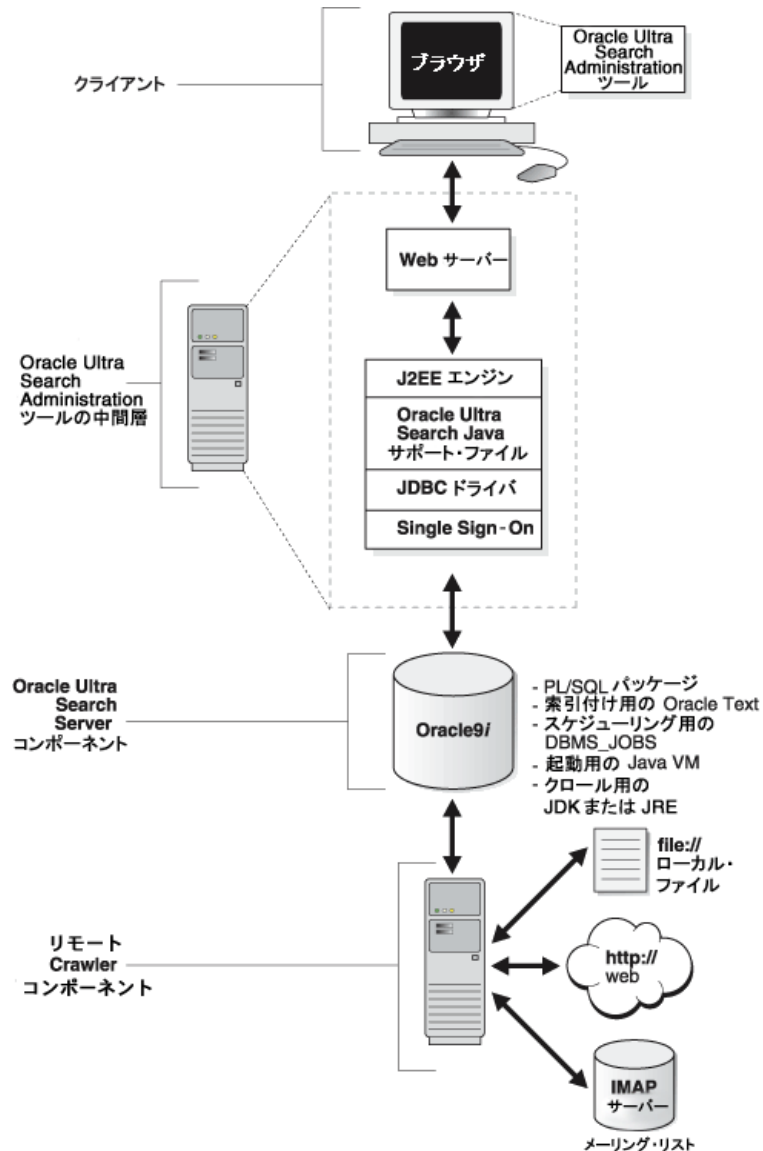 ブラウザ
Oracle Ultra
Search
Administration
ツール
クライアント
Web サーバー
Oracle Ultra
Search
Administration
ツールの中間層
J2EE エンジン
Oracle Ultra
Search Java
サポート・ファイル
JDBC ドライバ
Single Sign-On
Oracle Ultra
Search
Server
コンポーネント
Oracle9i
- PL/SQL パッケージ
- 索引付け用の Oracle Text
- スケジューリング用の
DBMS_JOBS
- 起動用の Java VM
- クロール用の
JDK または JRE
リモート
Crawler
コンポーネント
file://
ローカル・
ファイル
http://
web
IMAP
サーバー
メーリング・リスト